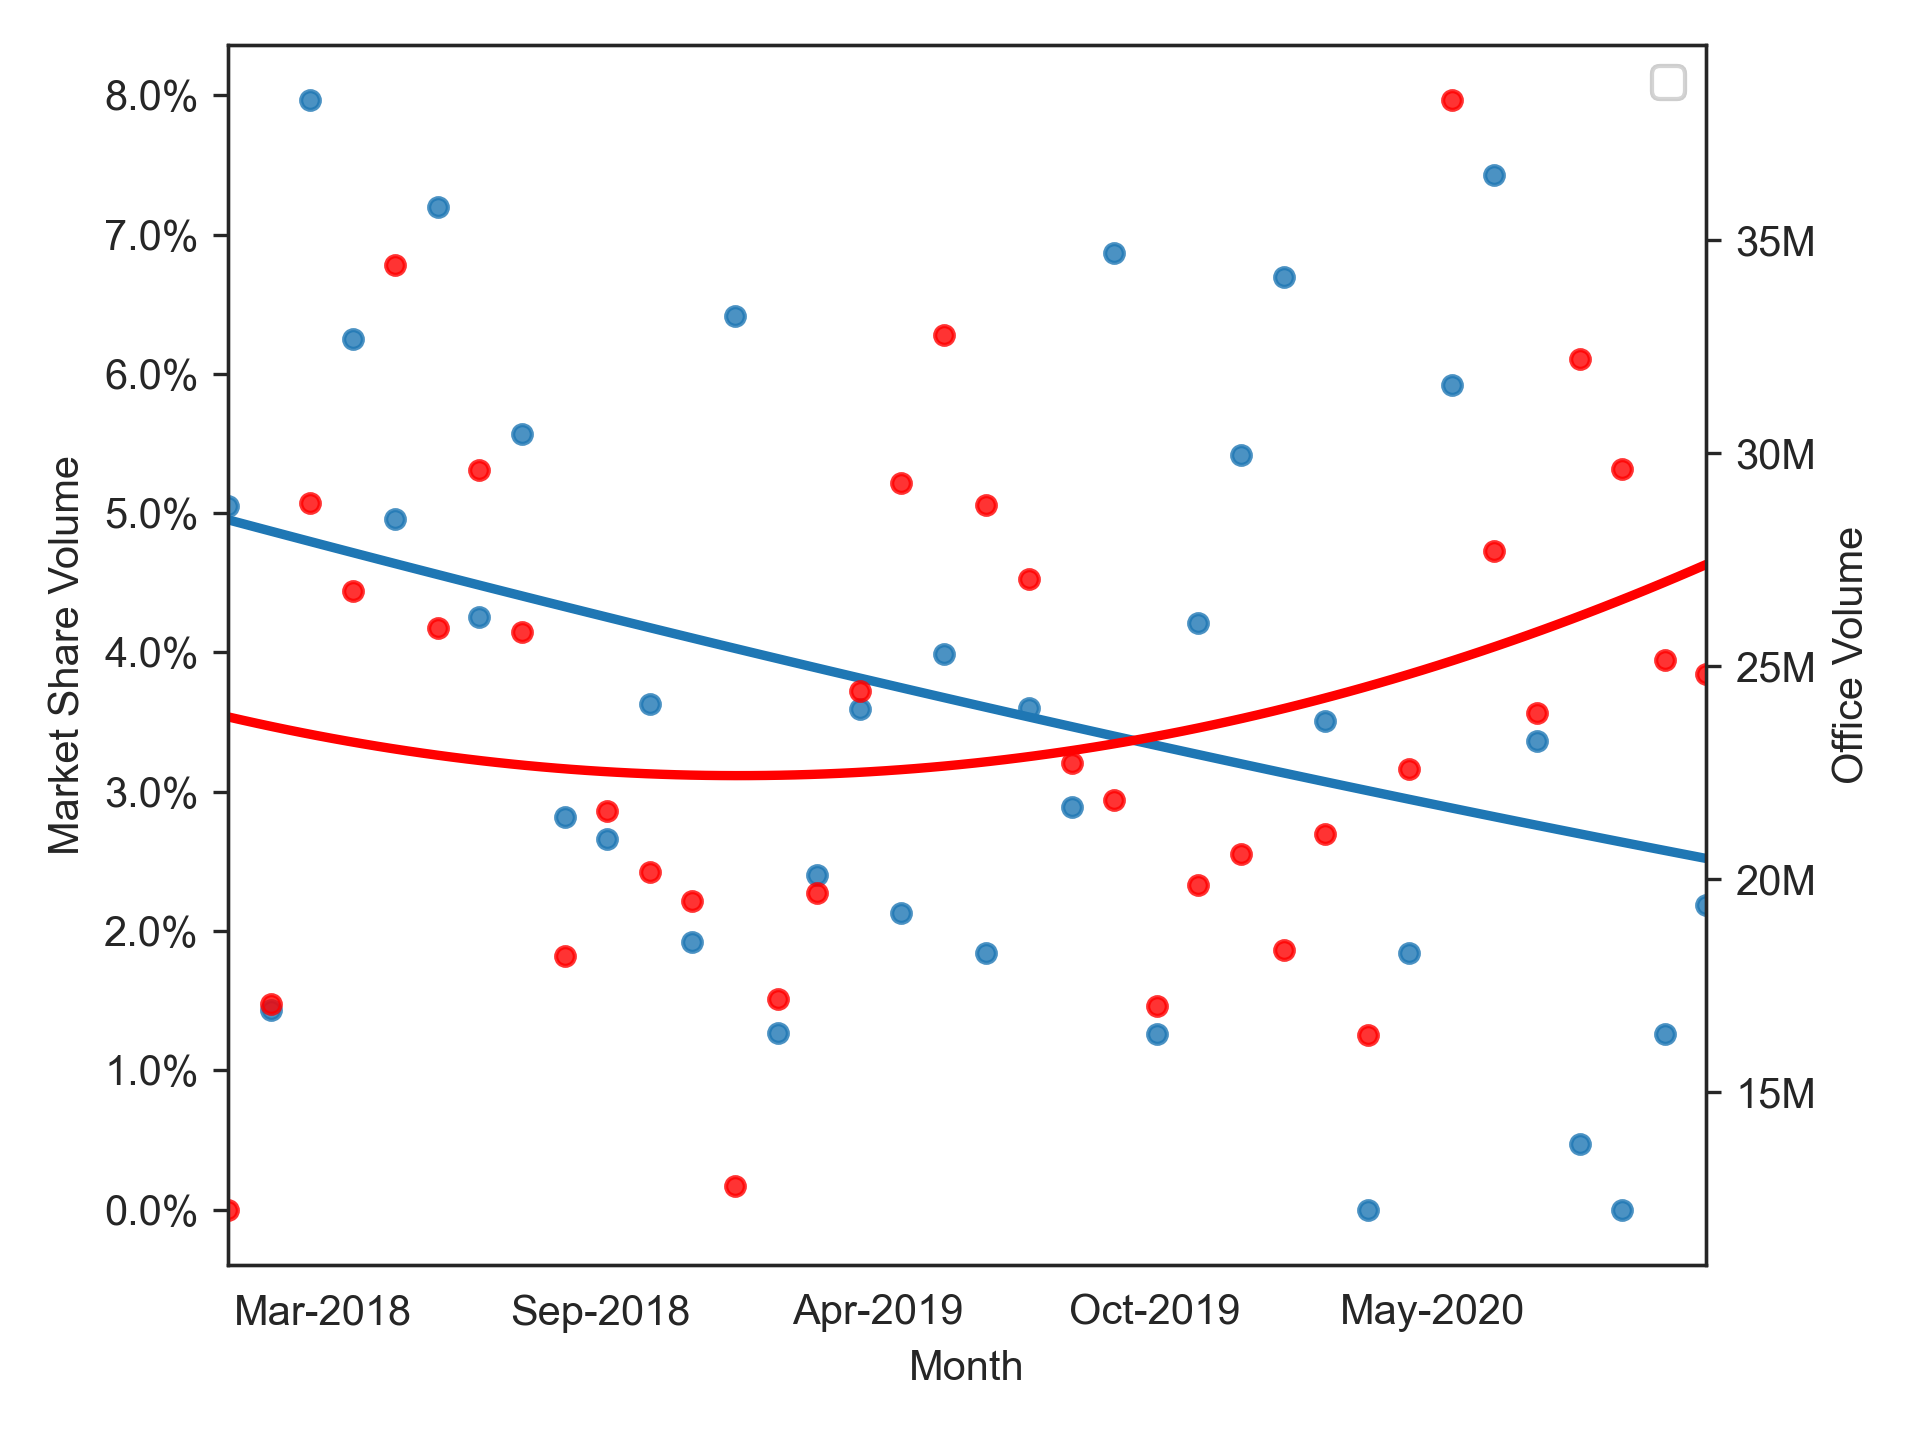 8.0%
7.0%
6.0%
5.0%
4.0%
3.0%
2.0%
1.0%
0.0%
Market Share Volume
35M
30M
25M
20M
15M
Office Volume
Mar-2018
Sep-2018
Apr-2019
Oct-2019
May-2020
Month